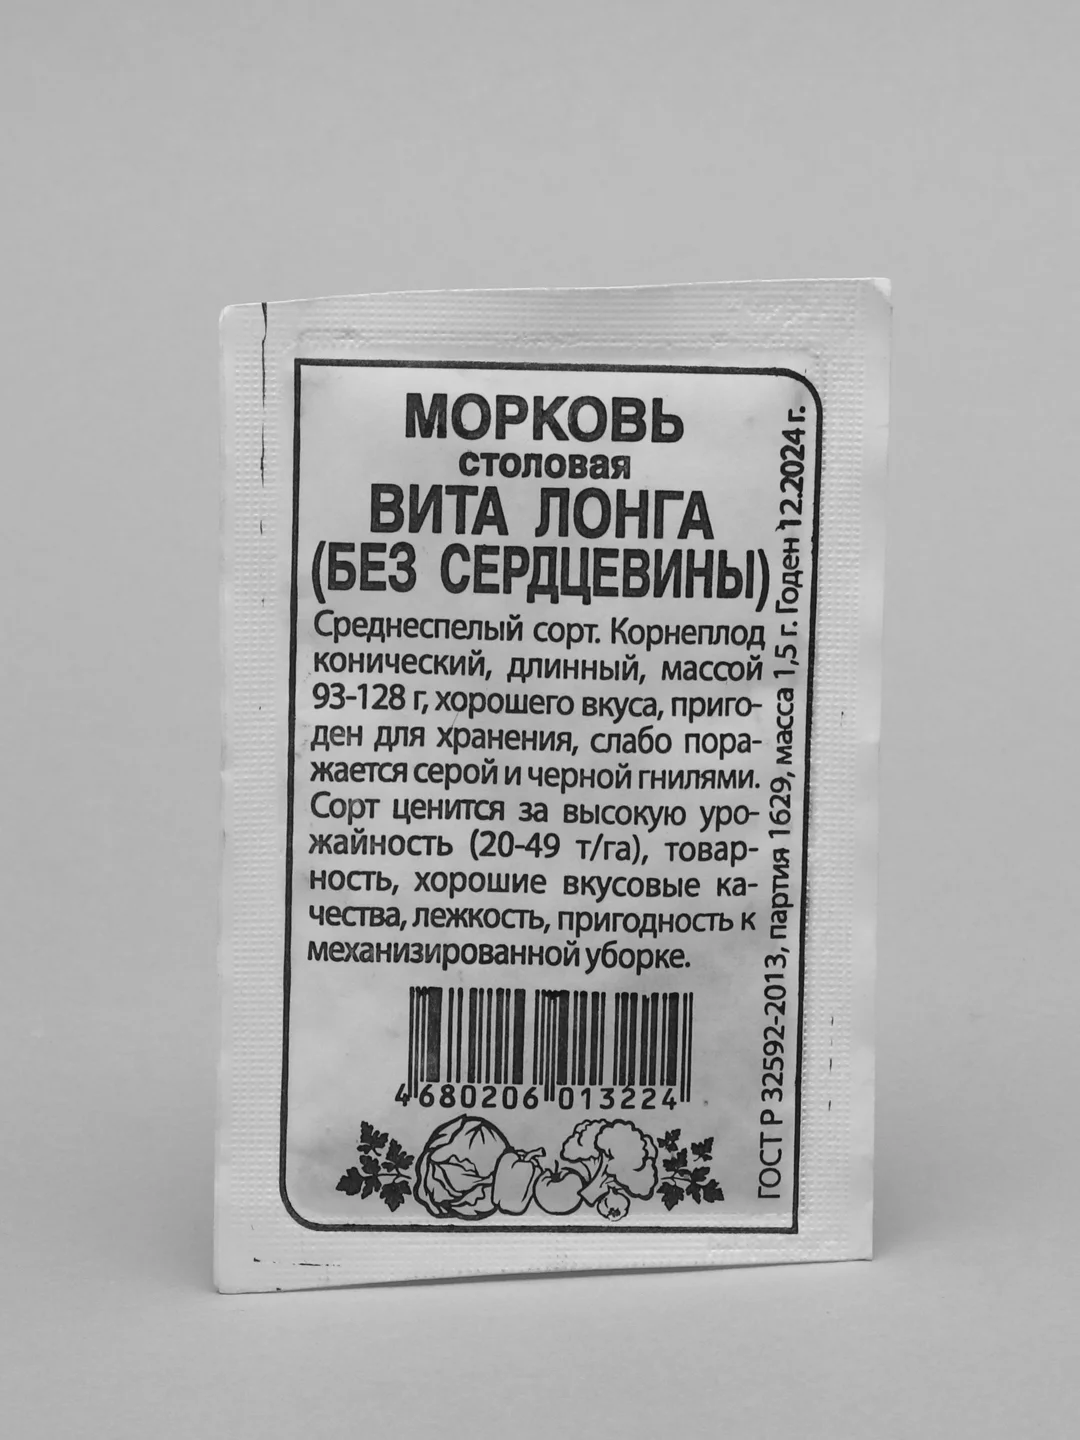 МОРКОВЬ
столовая
ВИТА ЛОНГА
(БЕЗ СЕРДЦЕВИНЫ)
Среднеспелый сорт. Корнеплод
конический, длинный, массой
93-128 г, хорошего вкуса, приго-
ден для хранения, слабо пора-
жается серой и черной гнилями.
Сорт ценится за высокую уро-
жайность (20-49 т/га), товар-
ность, хорошие вкусовые ка-
чества, лежкость, пригодность к
механизированной уборке.
4680206013224
ГОСТ Р 32592-2013, партия 1629, масса 1,5 г. Годен 12.2024 г.